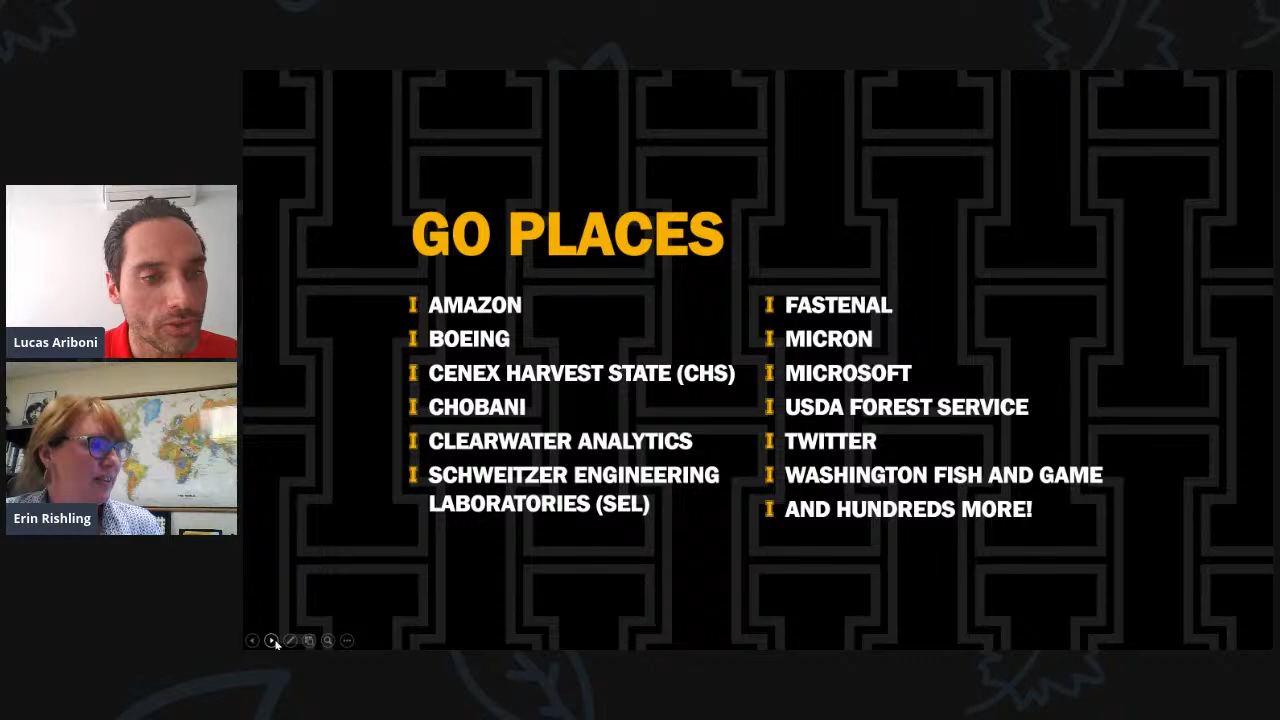 GO PLACES
AMAZON
BOEING
CENEX HARVEST STATE (CHS)
CHOBANI
CLEARWATER ANALYTICS
SCHWEITZER ENGINEERING
LABORATORIES (SEL)
FASTENAL
MICRON
MICROSOFT
USDA FOREST SERVICE
TWITTER
WASHINGTON FISH AND GAME
AND HUNDREDS MORE!
Lucas Ariboni
Erin Rishling